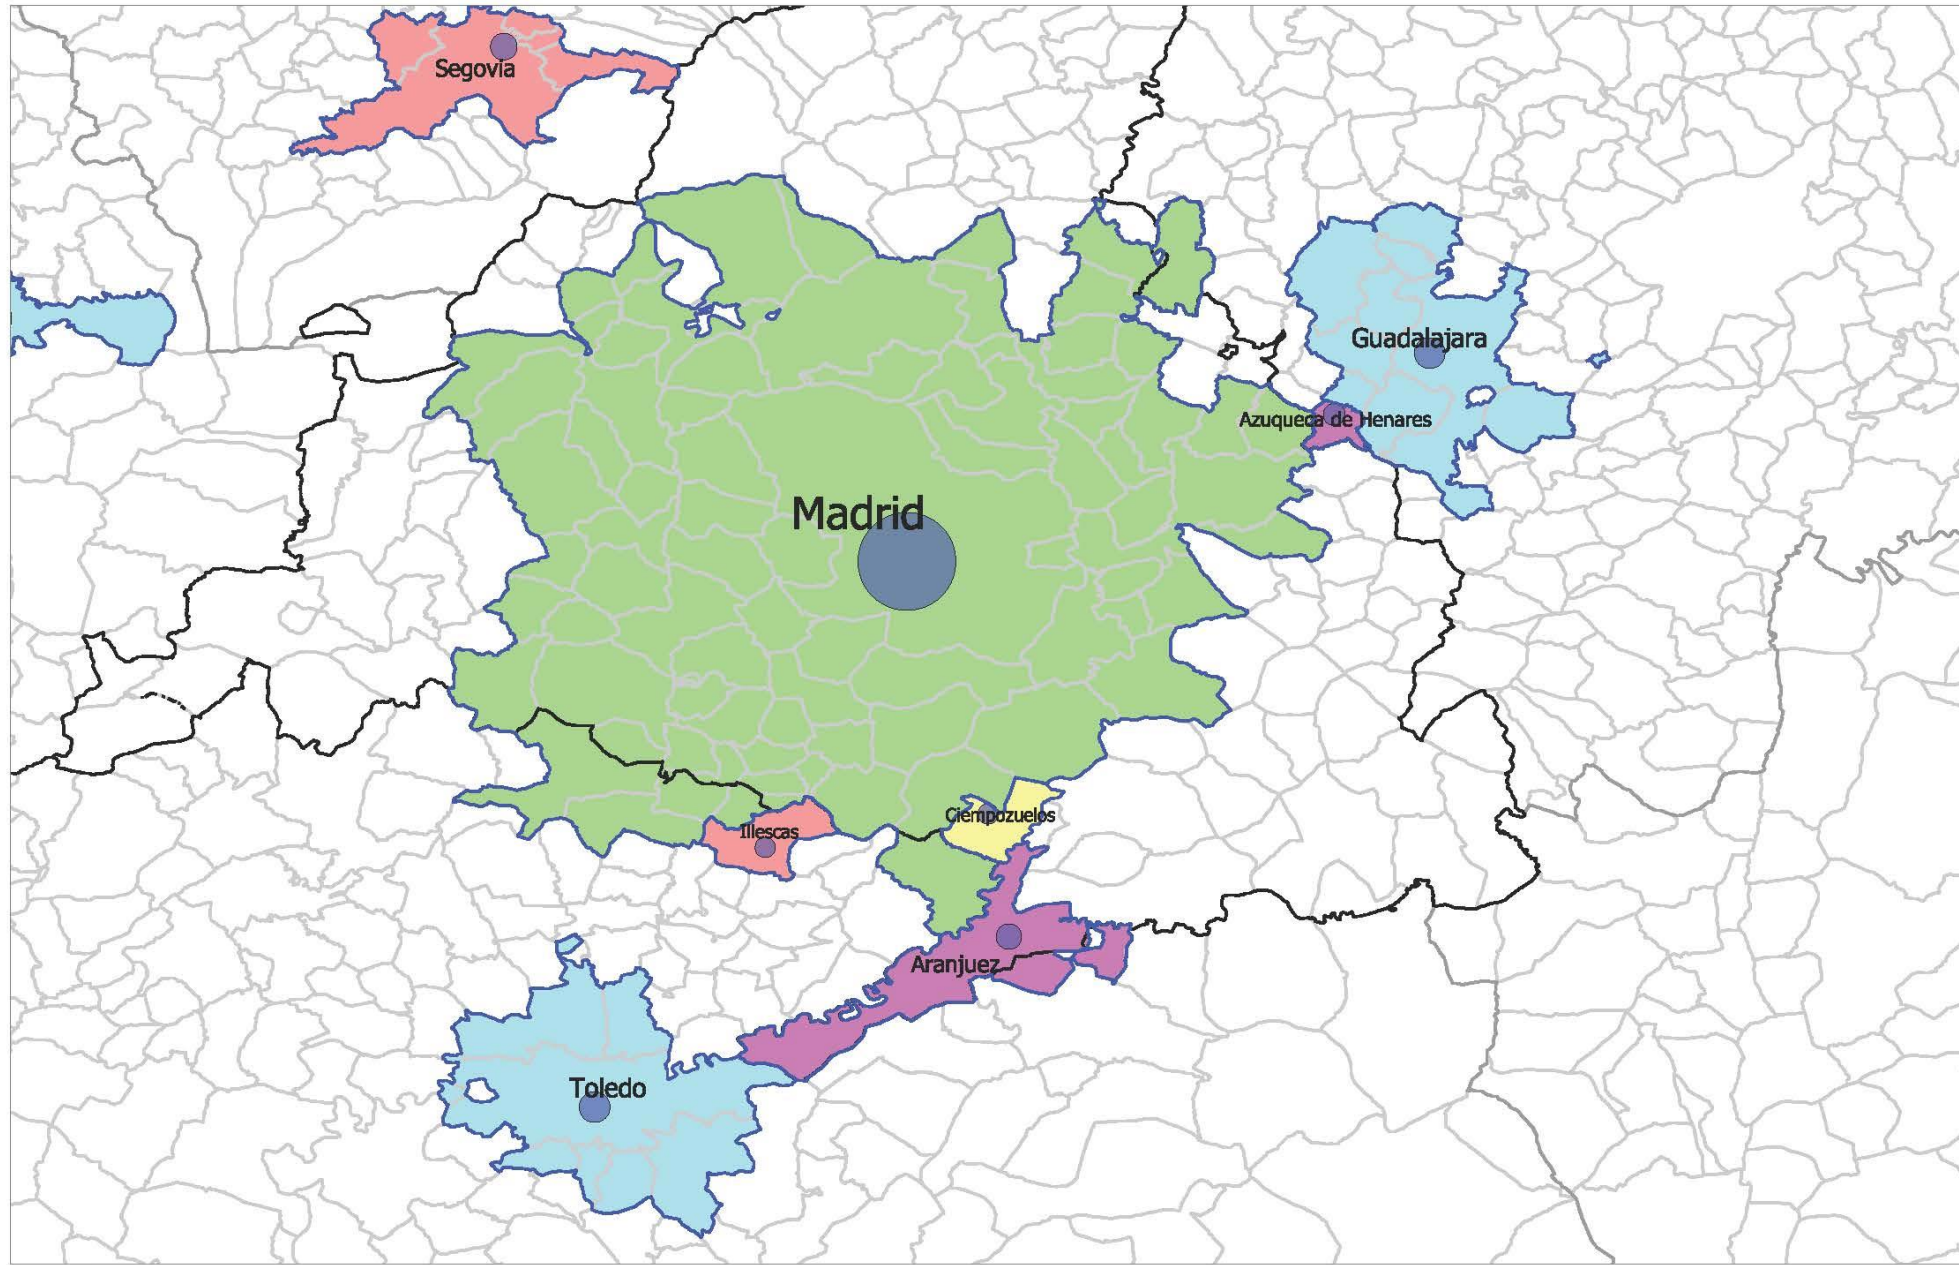 Segovia
Guadalajara
Azuqueca de Henares
Madrid
Ciempozuelos
Illescas
Aranjuez
Toledo